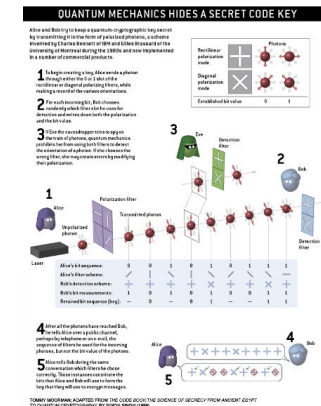 QUANTUM MECHANICS HIDES A SECRET CODE KEY
Alice and Bob try to keep a quantum-cryptographic key secret
by transmitting it in the form of polarized photons, a scheme
invented by Charles Bennett of IBM and Gilles Brassard of the
University of Montreal during the 1980s and now implemented
in a number of commercial products.
Photons
Rectilinear
polarization
mode
Diagonal
polarization
mode
Established bit value 0 1
1 To begin creating a key, Alice sends a photon
through either the 0 or 1 slot of the
rectilinear or diagonal polarizing filters, while
making a record of the various orientations.
2 For each incoming bit, Bob chooses
randomly which filter slot he uses for
detection and writes down both the polarization
and the bit value.
3 If Eve the eavesdropper tries to spy on
the train of photons, quantum mechanics
prohibits her from using both filters to detect
the orientation of a photon. If she chooses the
wrong filter, she may create errors by modifying
their polarization.
3
Eve
Detection
filter
2
Bob
1
Alice
Polarization filter
Unpolarized
photon
Transmitted photon
Laser
Detection
filter
Alice's bit sequence:
Alice's filter scheme:
Bob's detection scheme:
Bob's bit measurements:
Retained bit sequence (key):
4 After all the photons have reached Bob,
he tells Alice over a public channel,
perhaps by telephone or an e-mail, the
sequence of filters he used for the incoming
photons, but not the bit value of the photons.
5 Alice tells Bob during the same
conversation which filters he chose
correctly. Those instances constitute the
bits that Alice and Bob will use to form the
key that they will use to encrypt messages.
Alice
4
Bob
5
TOMMY MOORMAN; ADAPTED FROM THE CODE BOOK: THE SCIENCE OF SECRECY FROM ANCIENT EGYPT